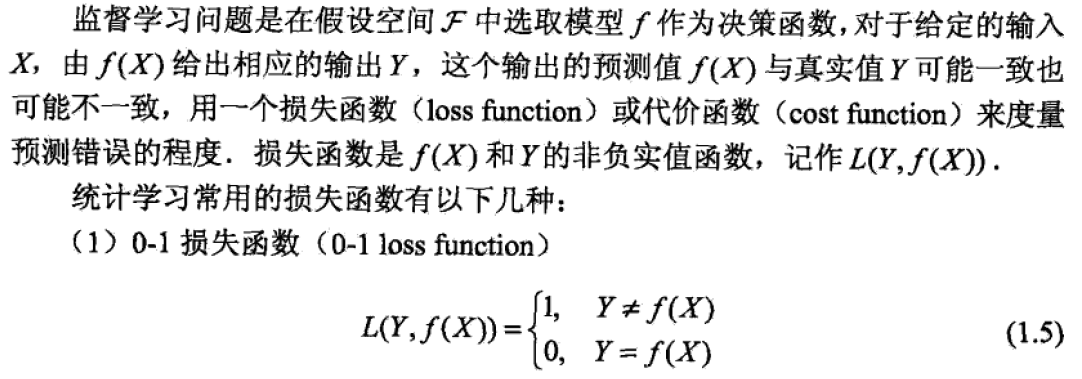 监督学习问题是在假设空间 𝓕 中选取模型 f 作为决策函数，对于给定的输入
X，由 f(X) 给出相应的输出 Y，这个输出的预测值 f(X) 与真实值 Y 可能一致也
可能不一致，用一个损失函数（loss function）或代价函数（cost function）来度量
预测错误的程度．损失函数是 f(X) 和 Y 的非负实值函数，记作 L(Y, f(X))．
统计学习常用的损失函数有以下几种：
（1）0-1 损失函数（0-1 loss function）
L(Y, f(X)) = { 1, Y ≠ f(X)
0, Y = f(X) (1.5)